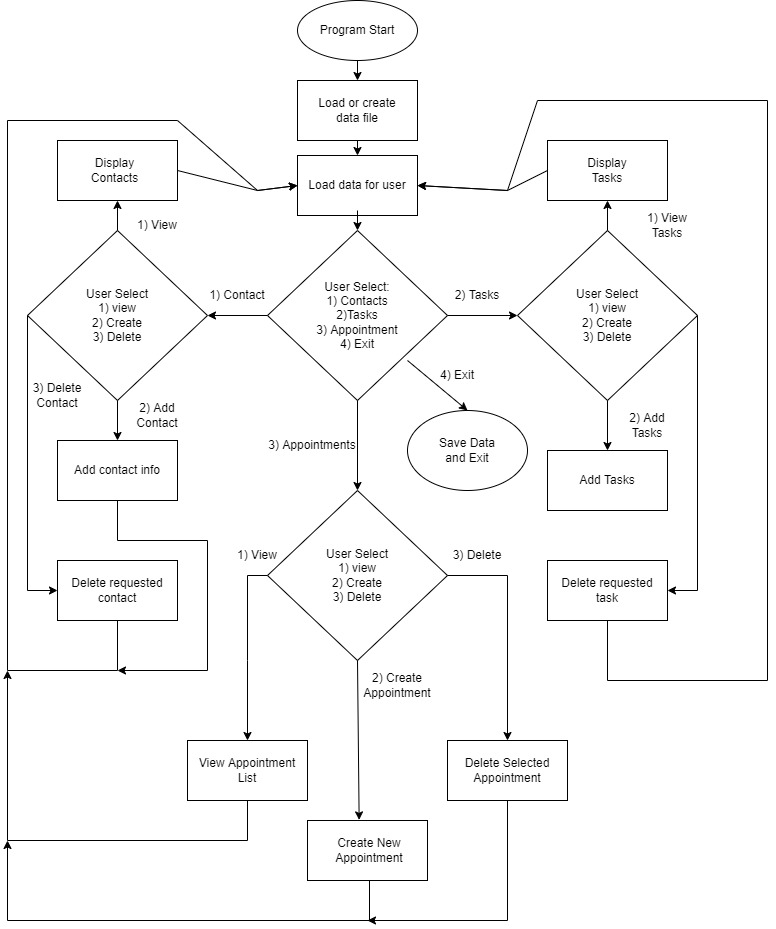 Program Start
Load or create
data file
Display
Contacts
Load data for user
Display
Tasks
1) View
1) View
Tasks
User Select
1) view
2) Create
3) Delete
1) Contact
User Select:
1) Contacts
2)Tasks
3) Appointment
4) Exit
2) Tasks
User Select
1) view
2) Create
3) Delete
4) Exit
3) Delete
Contact
2) Add
Contact
3) Appointments
Save Data
and Exit
2) Add
Tasks
Add contact info
Add Tasks
1) View
User Select
1) view
2) Create
3) Delete
3) Delete
Delete requested
contact
Delete requested
task
2) Create
Appointment
View Appointment
List
Delete Selected
Appointment
Create New
Appointment